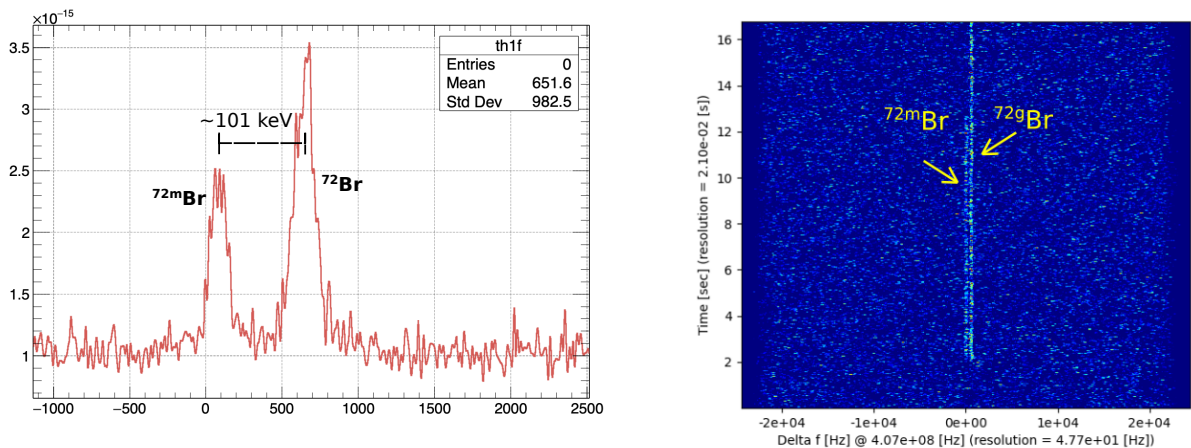 ×10⁻¹⁵
th1f
Entries 0
Mean 651.6
Std Dev 982.5
3.5
3
2.5
2
1.5
1
~101 keV
⁷²ᵐBr
⁷²Br
−1000 −500 0 500 1000 1500 2000 2500
16
14
12
10
8
6
4
2
Time [sec] (resolution = 2.10e-02 [s])
⁷²ᵐBr
⁷²ᵍBr
-2e+04 -1e+04 0e+00 1e+04 2e+04
Delta f [Hz] @ 4.07e+08 [Hz] (resolution = 4.77e+01 [Hz])